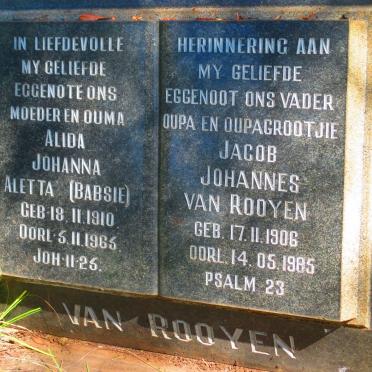 IN LIEFDEVOLLE
MY GELIEFDE
EGGENOTE ONS
MOEDER EN OUMA
ALIDA
JOHANNA
ALETTA (BABSIE)
GEB. 18. 11. 1910.
OORL. 5. 11. 1965
JOH. 11-25.
HERINNERING AAN
MY GELIEFDE
EGGENOOT ONS VADER
OUPA EN OUPAGROOTJIE
JACOB
JOHANNES
VAN ROOYEN
GEB. 17. 11. 1906
OORL. 14. 05. 1985
PSALM 23
VAN ROOYEN